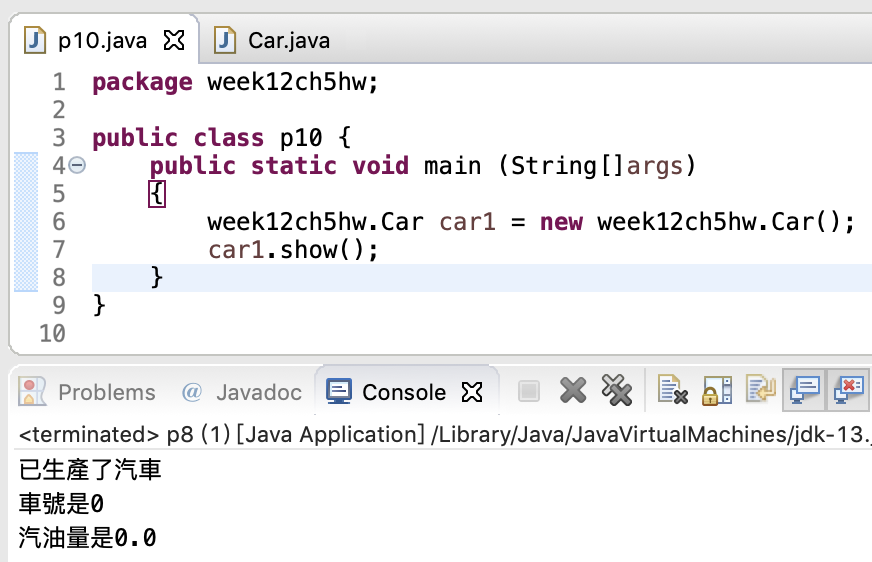 p10.java
Car.java
1 package week12ch5hw;
2
3 public class p10 {
4 public static void main (String[]args)
5 {
6 week12ch5hw.Car car1 = new week12ch5hw.Car();
7 car1.show();
8 }
9 }
10
Problems @ Javadoc Console
<terminated> p8 (1) [Java Application] /Library/Java/JavaVirtualMachines/jdk-13.
已生產了汽車
車號是0
汽油量是0.0